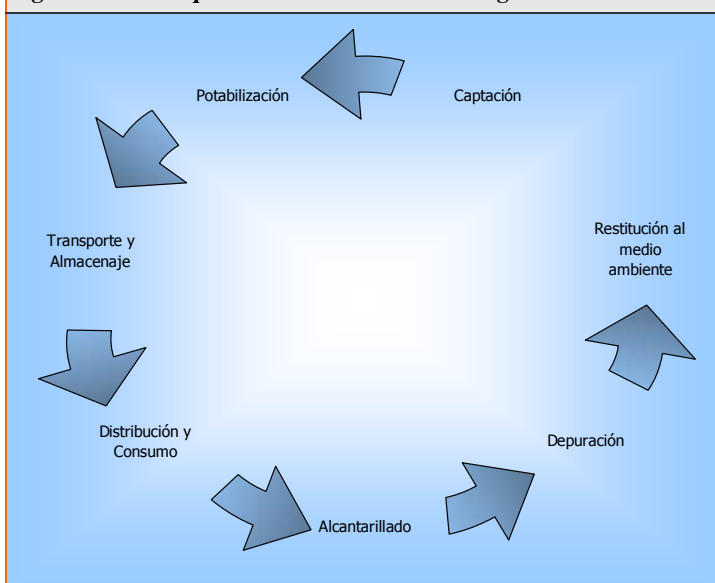 Captación
Potabilización
Transporte y
Almacenaje
Distribución y
Consumo
Alcantarillado
Depuración
Restitución al
medio
ambiente